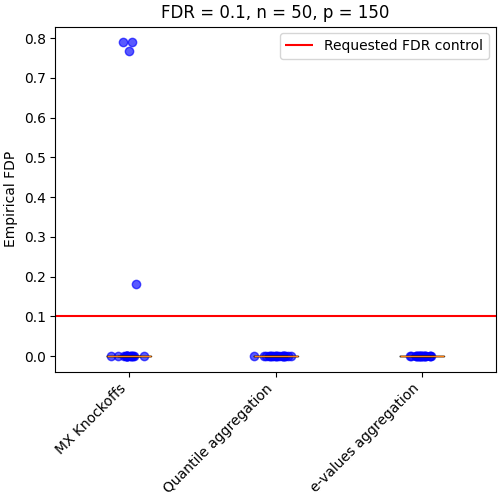 FDR = 0.1, n = 50, p = 150
Requested FDR control
Empirical FDP
0.8
0.7
0.6
0.5
0.4
0.3
0.2
0.1
0.0
MX Knockoffs
Quantile aggregation
e-values aggregation